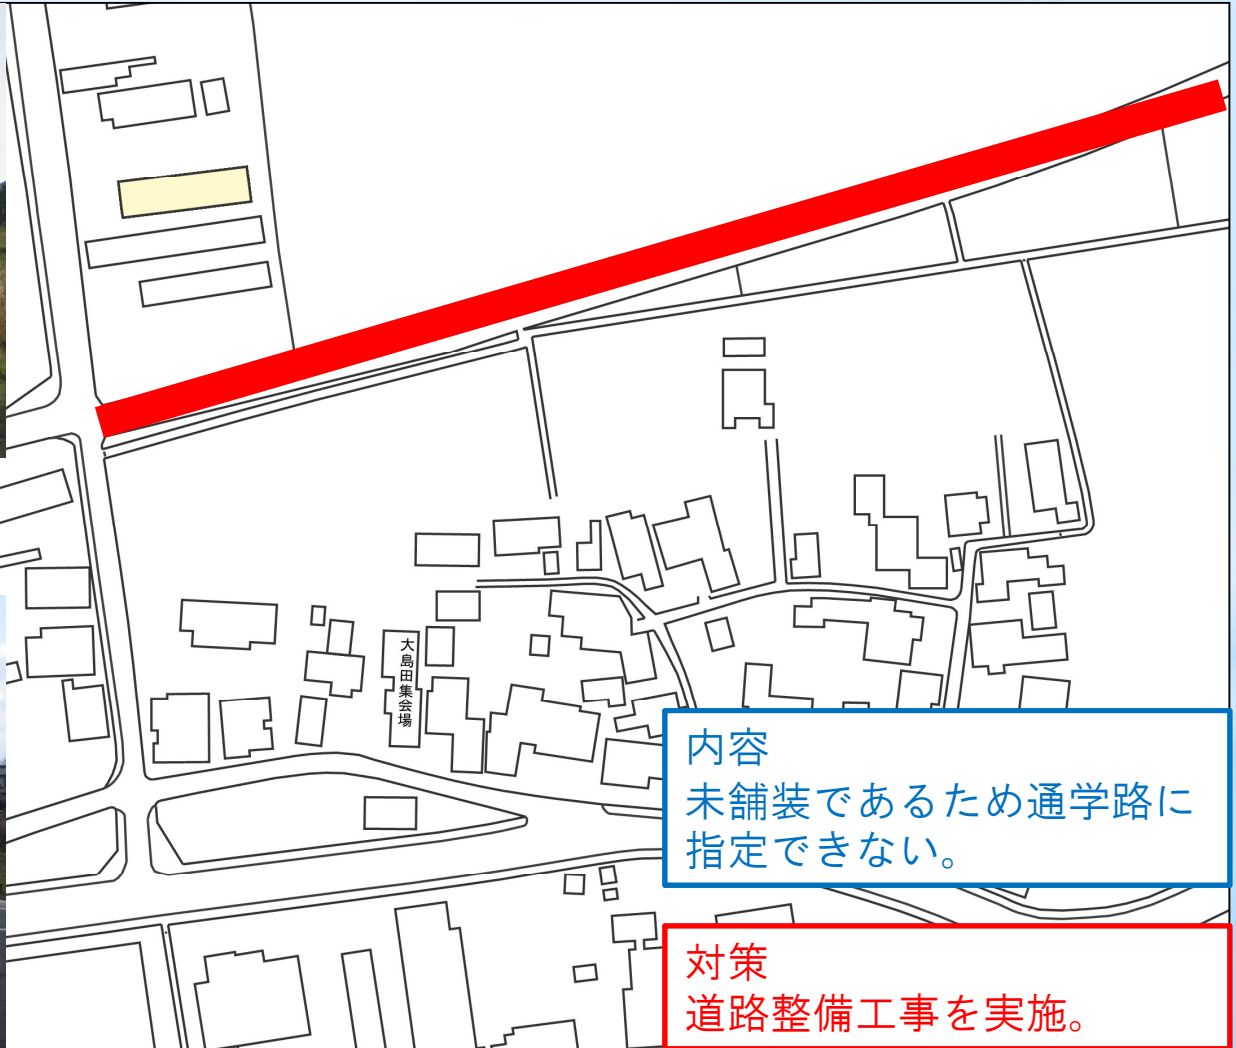 大島田集会場
内容
未舗装であるため通学路に
指定できない。
対策
道路整備工事を実施。